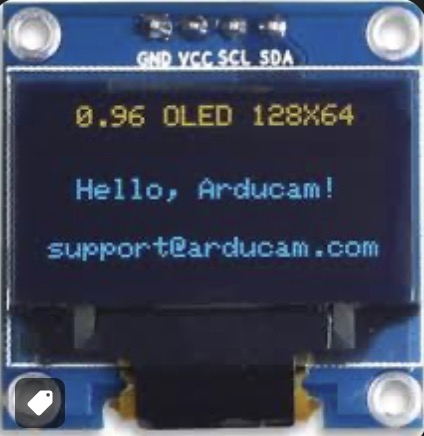 GND VCC SCL SDA
0.96 OLED 128X64
Hello, Arducam!
support@arducam.com